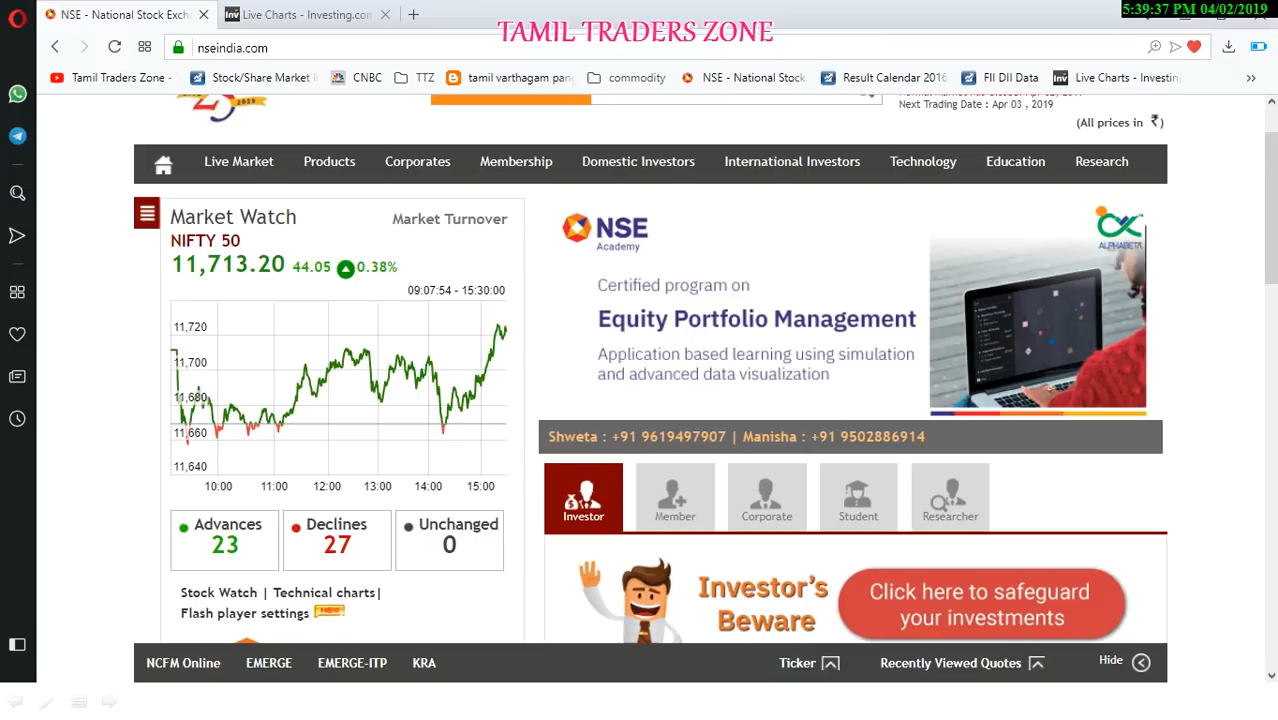 5:39:37 PM 04/02/2019
NSE - National Stock Exch
Live Charts - Investing.com
TAMIL TRADERS ZONE
nseindia.com
Tamil Traders Zone -
Stock/Share Market
CNBC
TTZ
tamil varthagam pan
commodity
NSE - National Stock
Result Calendar 2016
FII DII Data
Live Charts - Investin
Next Trading Date : Apr 03 , 2019
(All prices in ₹)
Live Market
Products
Corporates
Membership
Domestic Investors
International Investors
Technology
Education
Research
Market Watch
Market Turnover
NIFTY 50
11,713.20 44.05 0.38%
09:07:54 - 15:30:00
11,720
11,700
11,680
11,660
11,640
10:00 11:00 12:00 13:00 14:00 15:00
Advances
23
Declines
27
Unchanged
0
Stock Watch | Technical charts|
Flash player settings NEW
NSE
Academy
ALPHABETA
Certified program on
Equity Portfolio Management
Application based learning using simulation
and advanced data visualization
Shweta : +91 9619497907 | Manisha : +91 9502886914
Investor
Member
Corporate
Student
Researcher
Investor's
Beware
Click here to safeguard
your investments
NCFM Online
EMERGE
EMERGE-ITP
KRA
Ticker
Recently Viewed Quotes
Hide